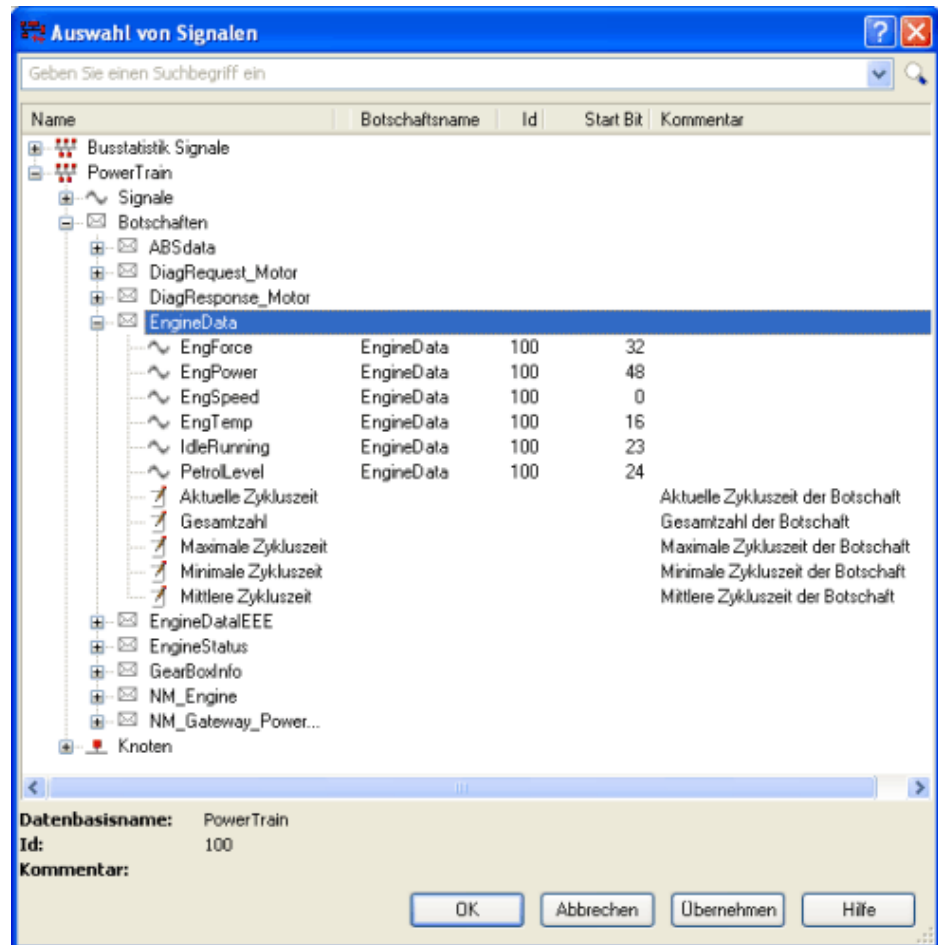 Auswahl von Signalen
Geben Sie einen Suchbegriff ein
Name Botschaftsname Id Start Bit Kommentar
Busstatistik Signale
PowerTrain
Signale
Botschaften
ABSdata
DiagRequest_Motor
DiagResponse_Motor
EngineData
EngForce EngineData 100 32
EngPower EngineData 100 48
EngSpeed EngineData 100 0
EngTemp EngineData 100 16
IdleRunning EngineData 100 23
PetrolLevel EngineData 100 24
Aktuelle Zykluszeit Aktuelle Zykluszeit der Botschaft
Gesamtzahl Gesamtzahl der Botschaft
Maximale Zykluszeit Maximale Zykluszeit der Botschaft
Minimale Zykluszeit Minimale Zykluszeit der Botschaft
Mittlere Zykluszeit Mittlere Zykluszeit der Botschaft
EngineDataIEEE
EngineStatus
GearBoxInfo
NM_Engine
NM_Gateway_Power...
Knoten
Datenbasisname: PowerTrain
Id: 100
Kommentar:
OK Abbrechen Übernehmen Hilfe